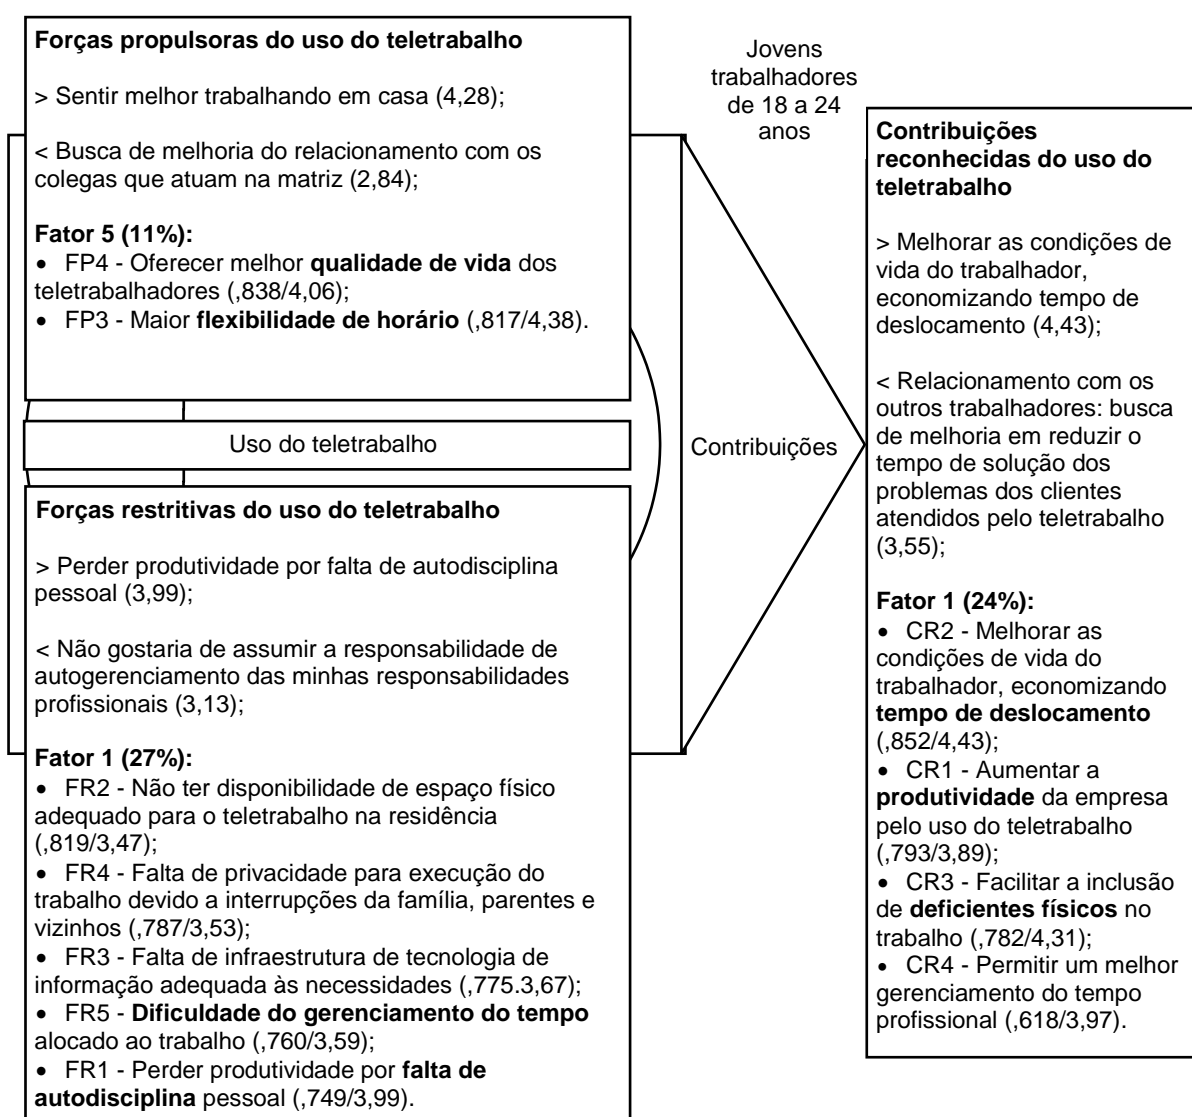 Forças propulsoras do uso do teletrabalho
> Sentir melhor trabalhando em casa (4,28);
< Busca de melhoria do relacionamento com os
colegas que atuam na matriz (2,84);
Fator 5 (11%):
• FP4 - Oferecer melhor qualidade de vida dos
teletrabalhadores (,838/4,06);
• FP3 - Maior flexibilidade de horário (,817/4,38).
Uso do teletrabalho
Forças restritivas do uso do teletrabalho
> Perder produtividade por falta de autodisciplina
pessoal (3,99);
< Não gostaria de assumir a responsabilidade de
autogerenciamento das minhas responsabilidades
profissionais (3,13);
Fator 1 (27%):
• FR2 - Não ter disponibilidade de espaço físico
adequado para o teletrabalho na residência
(,819/3,47);
• FR4 - Falta de privacidade para execução do
trabalho devido a interrupções da família, parentes e
vizinhos (,787/3,53);
• FR3 - Falta de infraestrutura de tecnologia de
informação adequada às necessidades (,775.3,67);
• FR5 - Dificuldade do gerenciamento do tempo
alocado ao trabalho (,760/3,59);
• FR1 - Perder produtividade por falta de
autodisciplina pessoal (,749/3,99).
Jovens
trabalhadores
de 18 a 24
anos
Contribuições
Contribuições
reconhecidas do uso do
teletrabalho
> Melhorar as condições de
vida do trabalhador,
economizando tempo de
deslocamento (4,43);
< Relacionamento com os
outros trabalhadores: busca
de melhoria em reduzir o
tempo de solução dos
problemas dos clientes
atendidos pelo teletrabalho
(3,55);
Fator 1 (24%):
• CR2 - Melhorar as
condições de vida do
trabalhador, economizando
tempo de deslocamento
(,852/4,43);
• CR1 - Aumentar a
produtividade da empresa
pelo uso do teletrabalho
(,793/3,89);
• CR3 - Facilitar a inclusão
de deficientes físicos no
trabalho (,782/4,31);
• CR4 - Permitir um melhor
gerenciamento do tempo
profissional (,618/3,97).